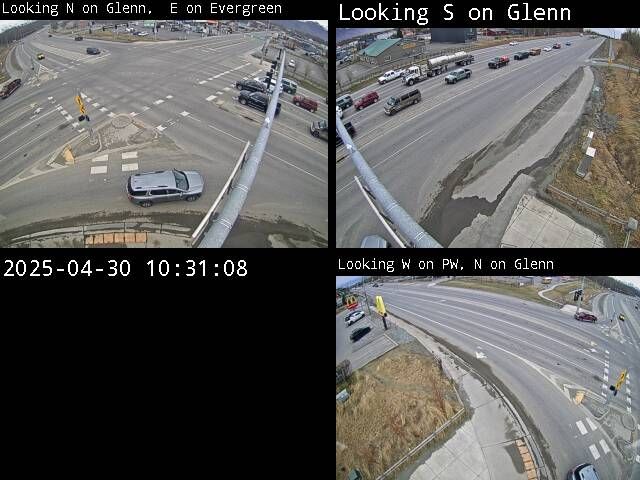 Looking N on Glenn, E on Evergreen
Looking S on Glenn
2025-04-30 10:31:08
Looking W on PW, N on Glenn